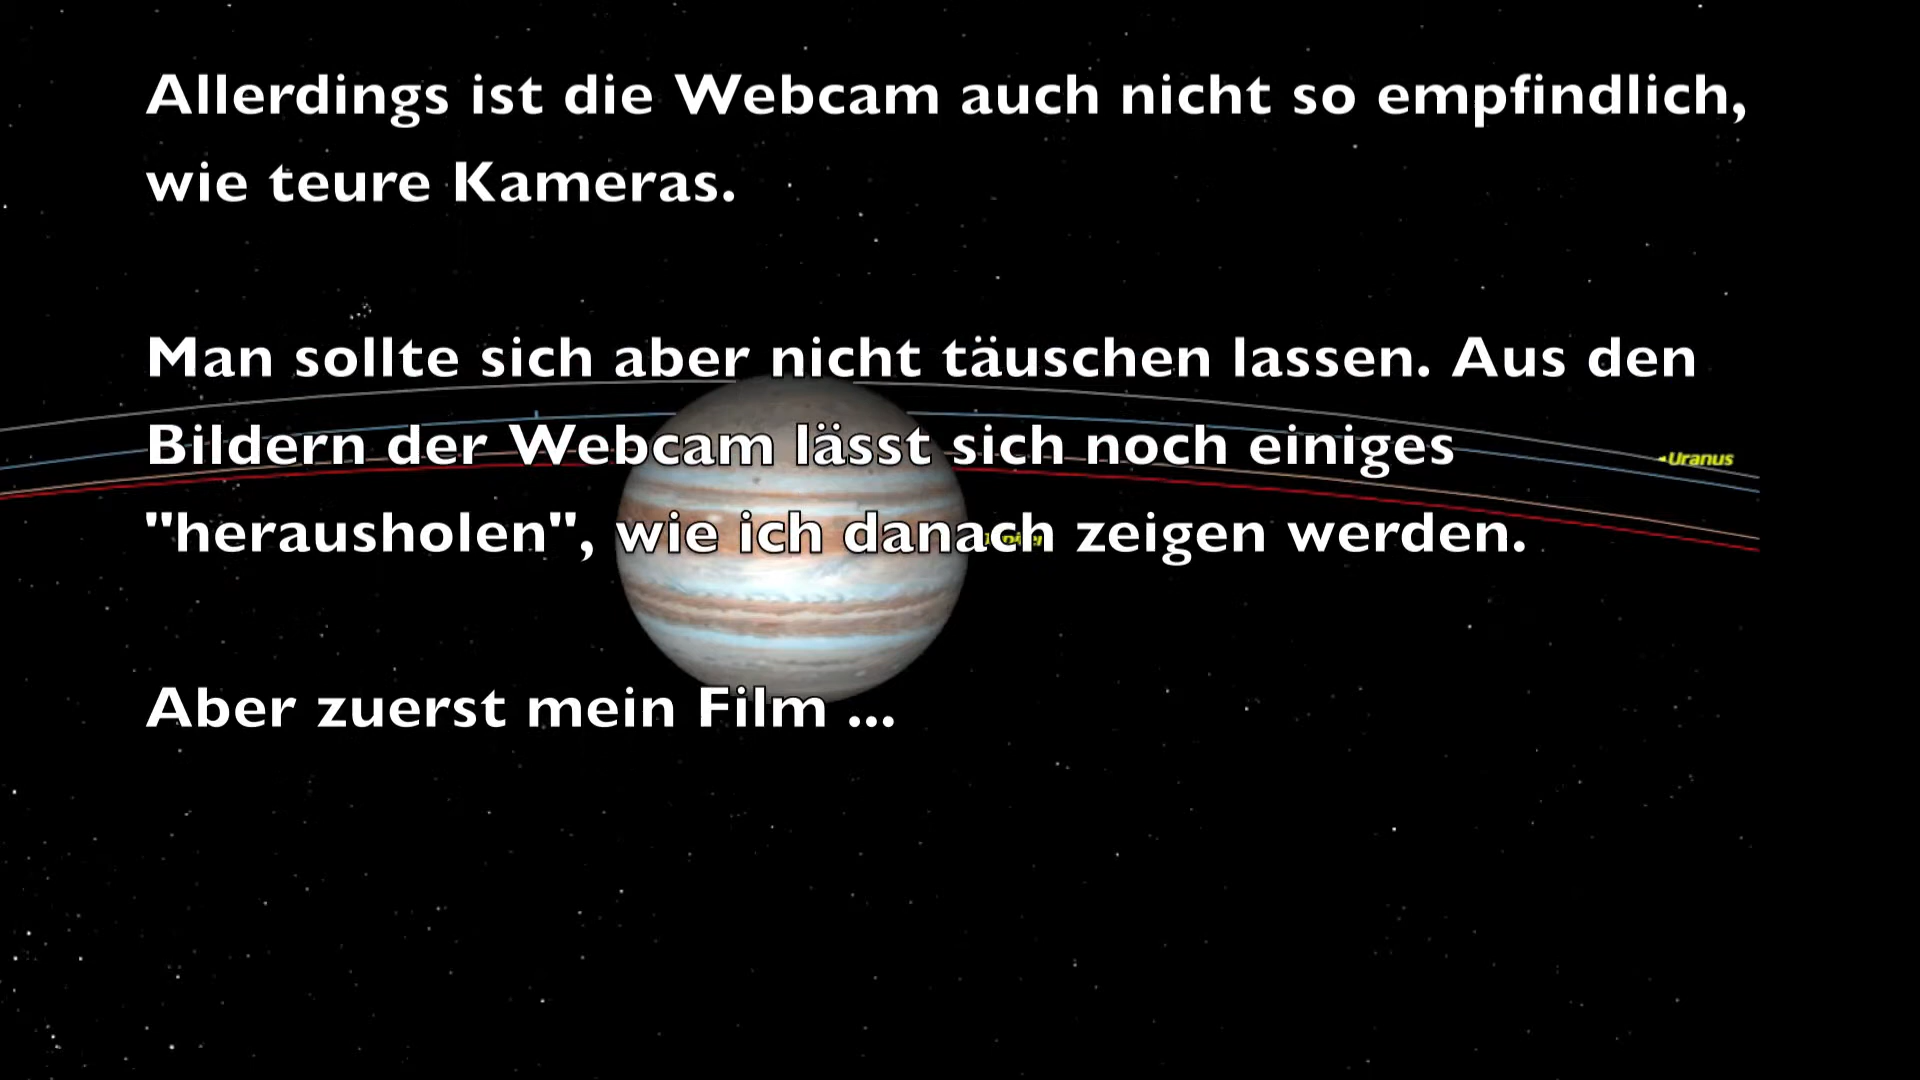 Allerdings ist die Webcam auch nicht so empfindlich,
wie teure Kameras.
Man sollte sich aber nicht täuschen lassen. Aus den
Bildern der Webcam lässt sich noch einiges
Uranus
"herausholen", wie ich danach zeigen werden.
Aber zuerst mein Film ...